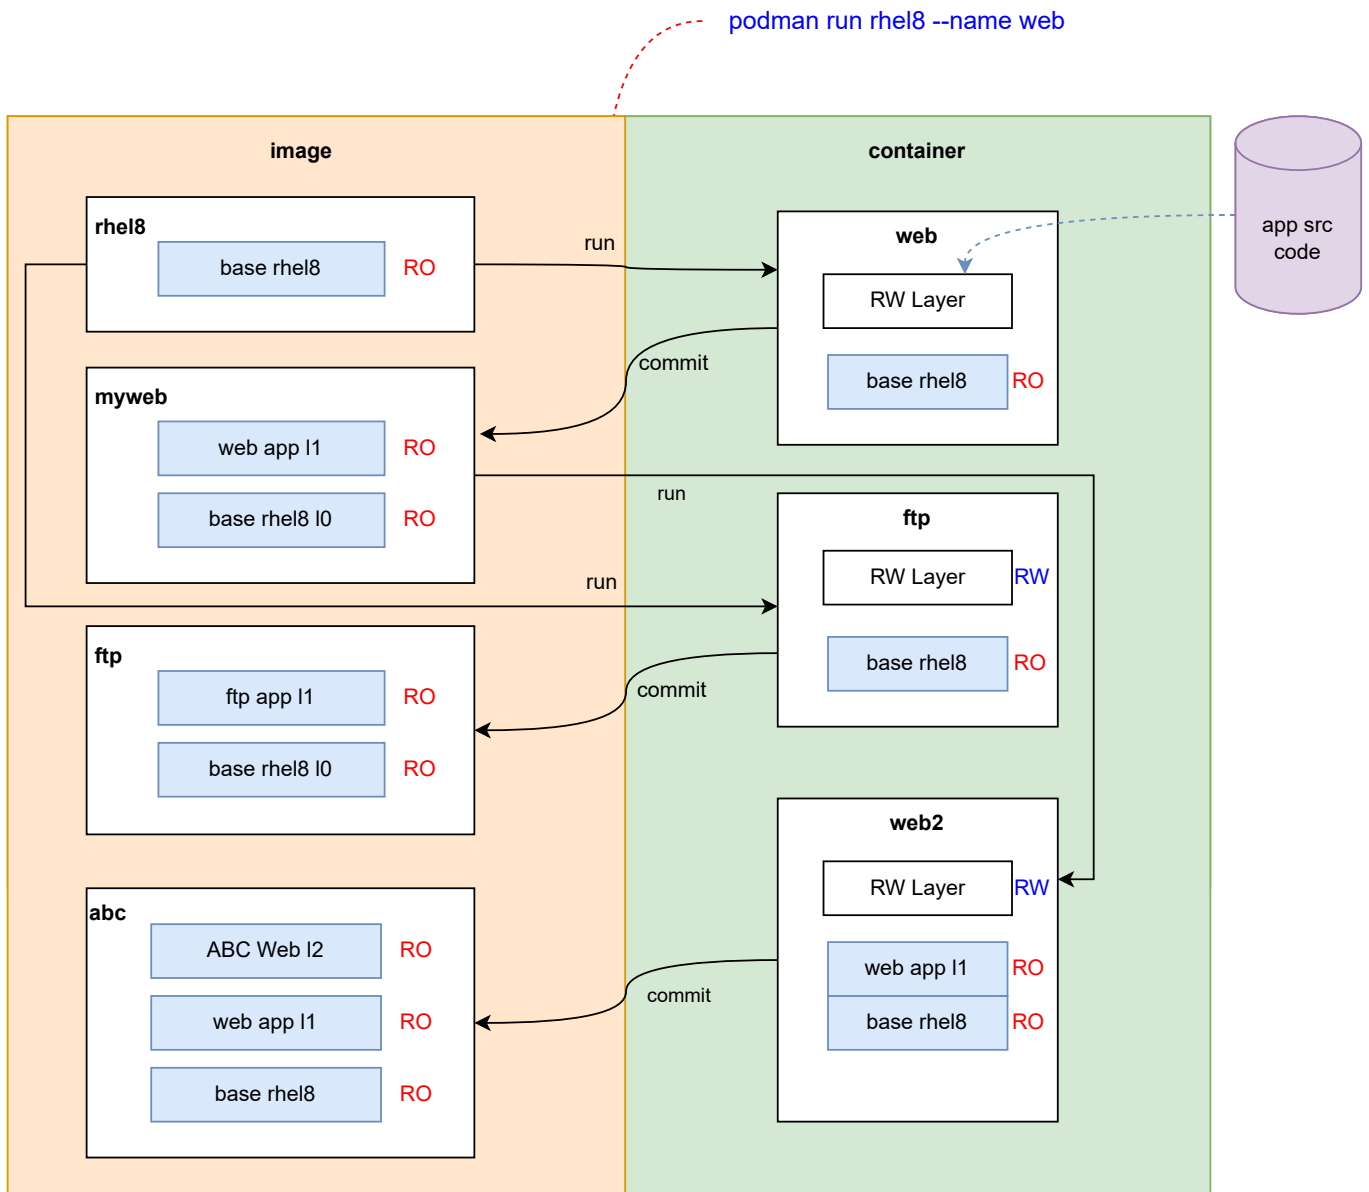 podman run rhel8 --name web
image
rhel8
base rhel8
RO
run
myweb
web app l1
RO
base rhel8 l0
RO
run
ftp
ftp app l1
RO
base rhel8 l0
RO
abc
ABC Web l2
RO
web app l1
RO
base rhel8
RO
container
web
RW Layer
base rhel8
RO
commit
run
ftp
RW Layer
RW
base rhel8
RO
commit
web2
RW Layer
RW
web app l1
RO
base rhel8
RO
commit
app src
code